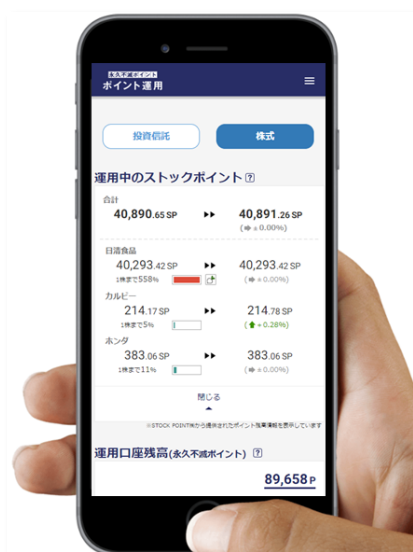 永久不滅ポイント
ポイント運用
投資信託
株式
運用中のストックポイント ?
合計
40,890.65 SP ▶▶ 40,891.26 SP
(➡ ± 0.00%)
日清食品
40,293.42 SP ▶▶ 40,293.42 SP
1株まで558% (➡ ± 0.00%)
カルビー
214.17 SP ▶▶ 214.78 SP
1株まで5% (⬆ + 0.28%)
ホンダ
383.06 SP ▶▶ 383.06 SP
1株まで11% (➡ ± 0.00%)
閉じる
※STOCK POINT㈱から提供されたポイント残高情報を表示しています
運用口座残高(永久不滅ポイント) ?
89,658 P